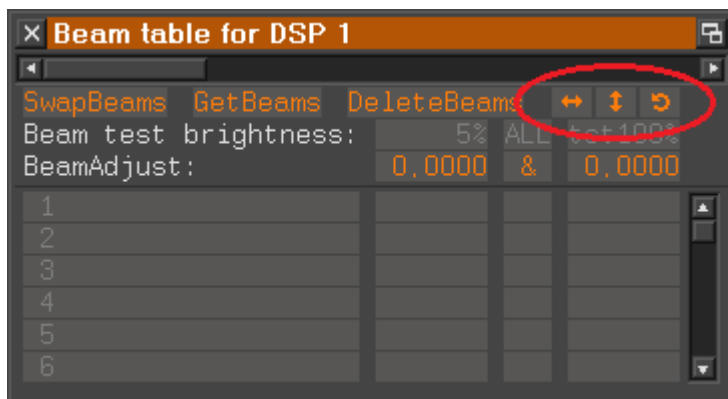 Beam table for DSP 1
SwapBeams GetBeams DeleteBeams ↔ ↕
Beam test brightness: 5% ALL tst100%
BeamAdjust: 0,0000 & 0,0000
1
2
3
4
5
6